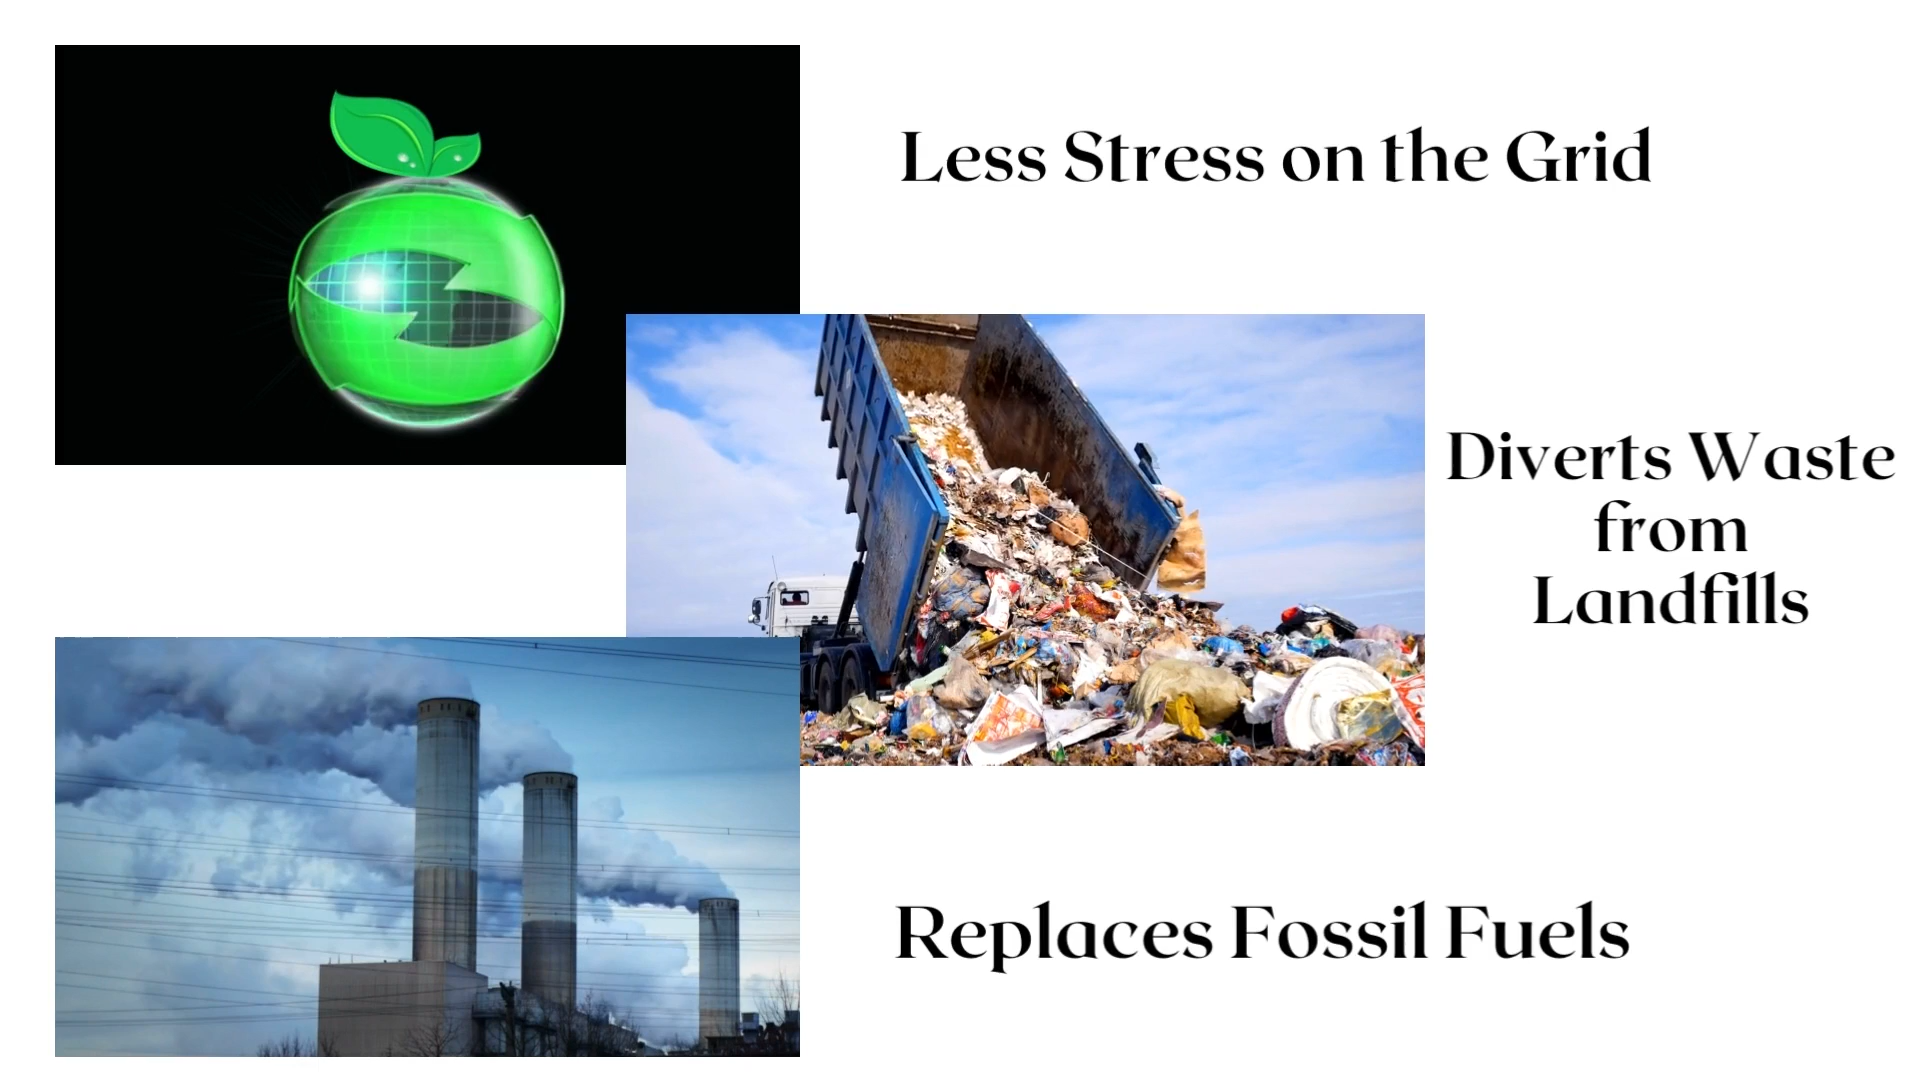 Less Stress on the Grid
Diverts Waste
from
Landfills
Replaces Fossil Fuels